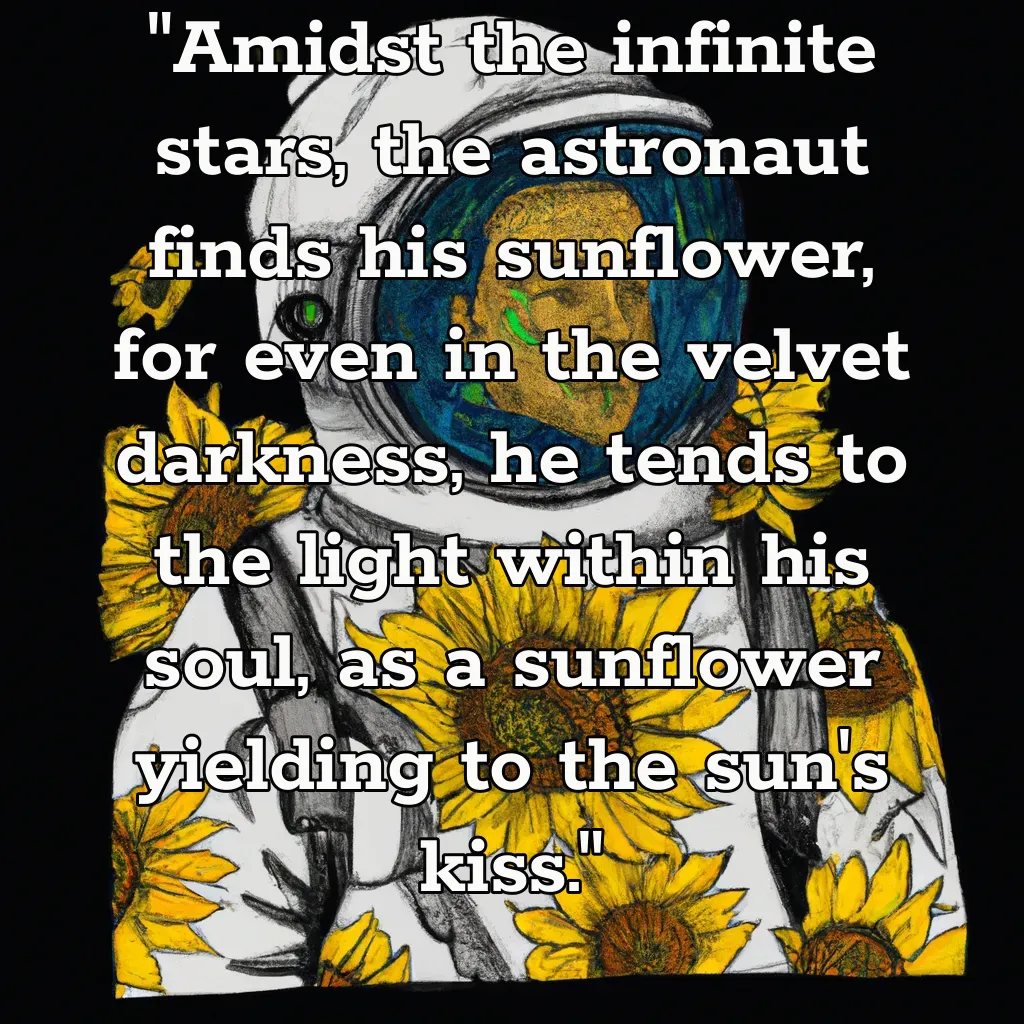 "Amidst the infinite
stars, the astronaut
finds his sunflower,
for even in the velvet
darkness, he tends to
the light within his
soul, as a sunflower
yielding to the sun's
kiss."